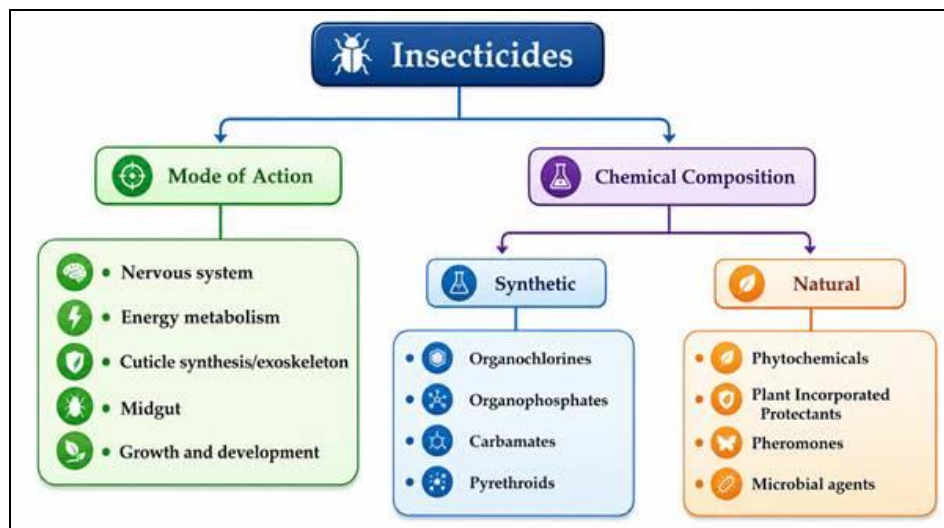 Insecticides
Mode of Action
• Nervous system
• Energy metabolism
• Cuticle synthesis/exoskeleton
• Midgut
• Growth and development
Chemical Composition
Synthetic
• Organochlorines
• Organophosphates
• Carbamates
• Pyrethroids
Natural
• Phytochemicals
• Plant Incorporated
Protectants
• Pheromones
• Microbial agents